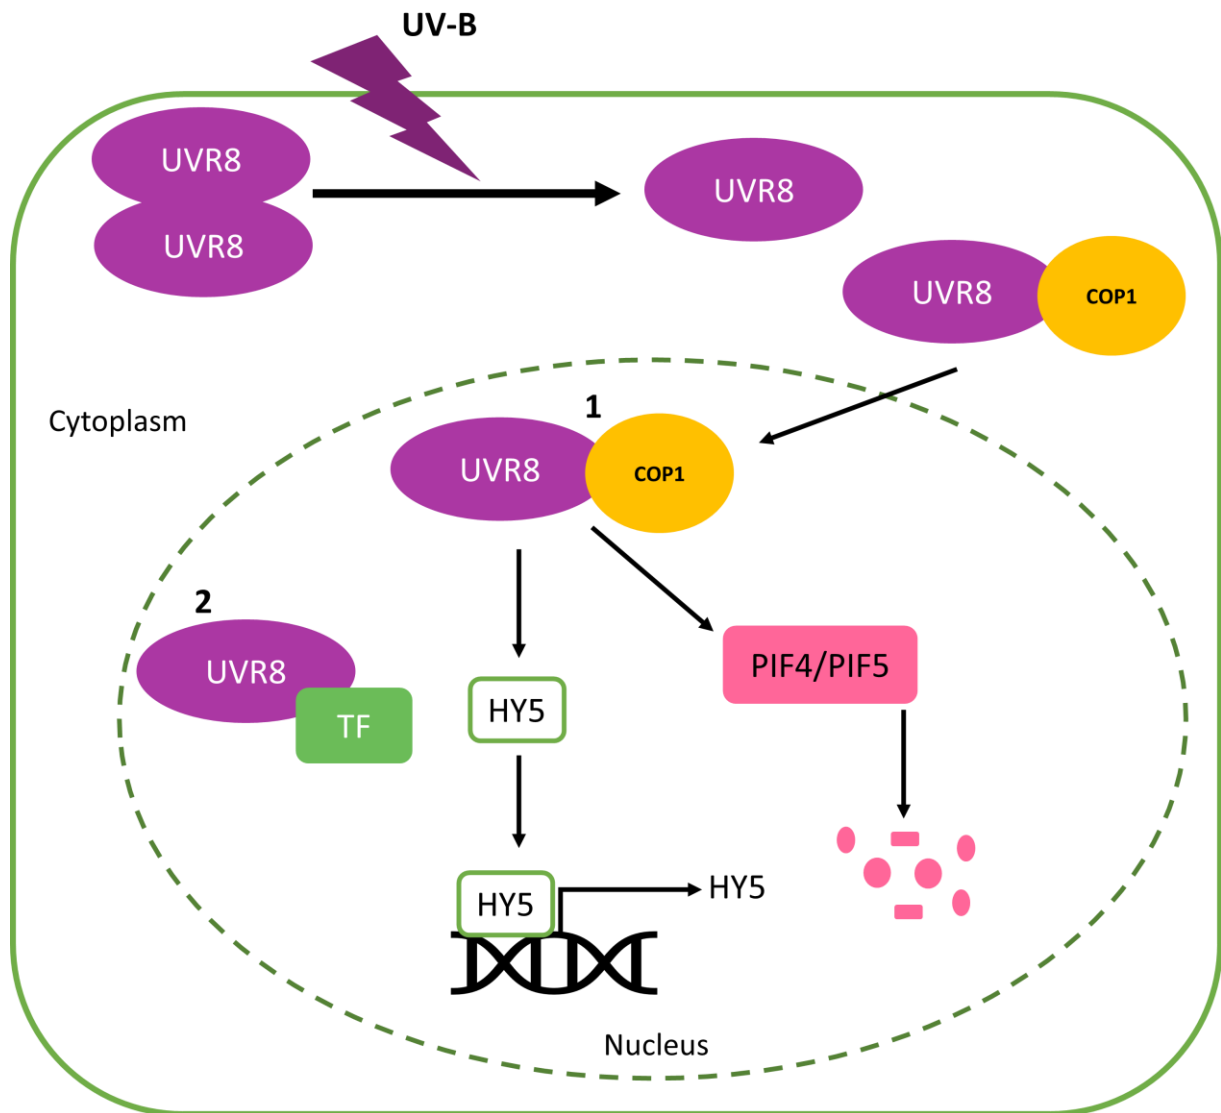 UV-B
UVR8
UVR8
UVR8
UVR8
COP1
Cytoplasm
1
UVR8
COP1
2
UVR8
TF
HY5
PIF4/PIF5
HY5
HY5
Nucleus